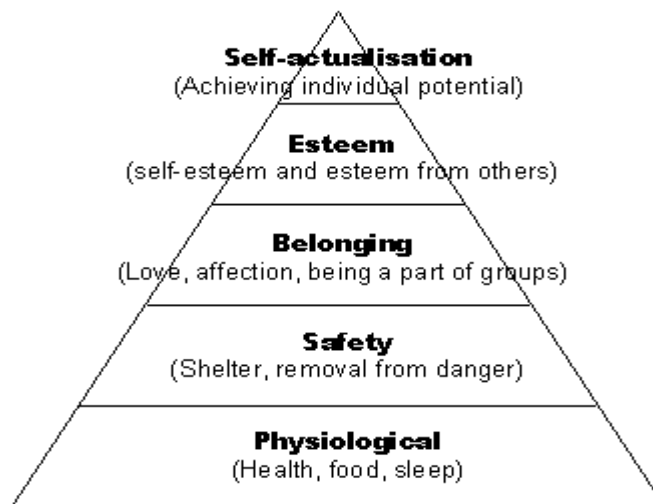 Self-actualisation
(Achieving individual potential)
Esteem
(self-esteem and esteem from others)
Belonging
(Love, affection, being a part of groups)
Safety
(Shelter, removal from danger)
Physiological
(Health, food, sleep)